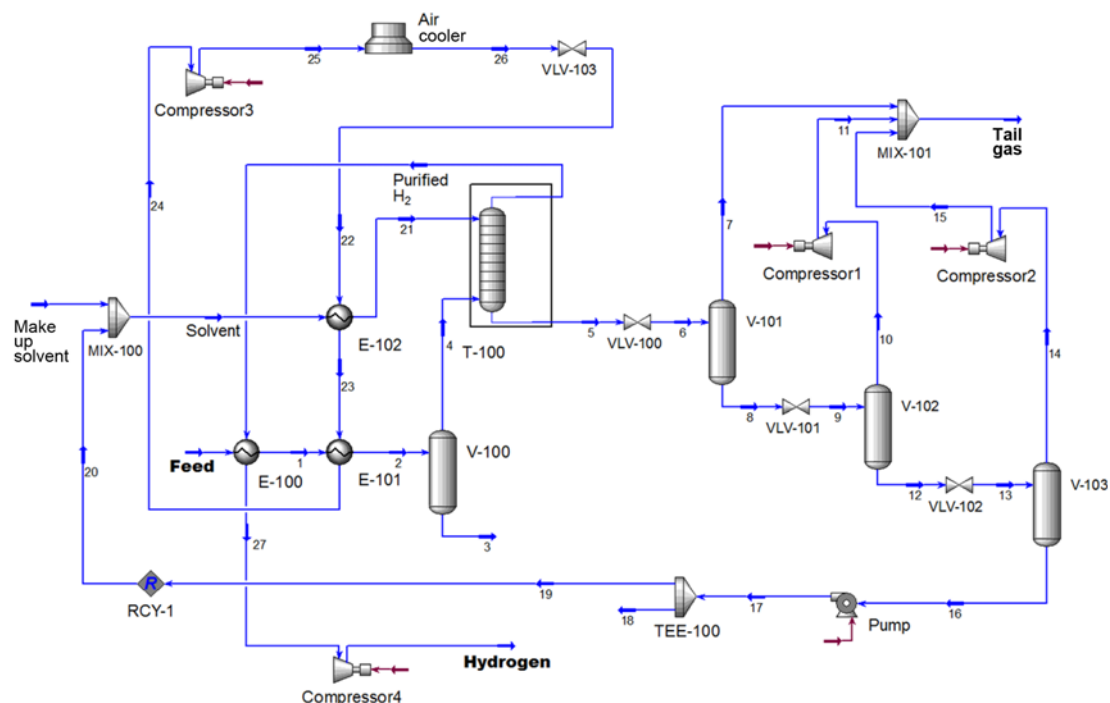 Air
cooler
25
26
VLV-103
Compressor3
11
Tail
gas
MIX-101
Purified
H2
24
22
21
7
15
Compressor1
Compressor2
Make
up
solvent
MIX-100
Solvent
E-102
4
T-100
5
VLV-100
6
V-101
10
14
23
8
VLV-101
9
V-102
Feed
E-100
1
E-101
2
V-100
12
VLV-102
13
V-103
20
27
3
RCY-1
19
18
TEE-100
17
Pump
16
Hydrogen
Compressor4
R